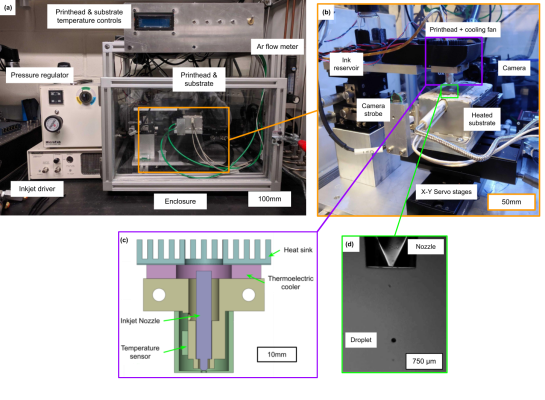 (a)
Printhead & substrate
temperature controls
Ar flow meter
Pressure regulator
Printhead &
substrate
Inkjet driver
Enclosure
100mm
(b)
Printhead + cooling fan
Ink
reservoir
Camera
Camera
strobe
Heated
substrate
X-Y Servo stages
50mm
(c)
Heat sink
Thermoelectric
cooler
Inkjet Nozzle
Temperature
sensor
10mm
(d)
Nozzle
Droplet
750 µm